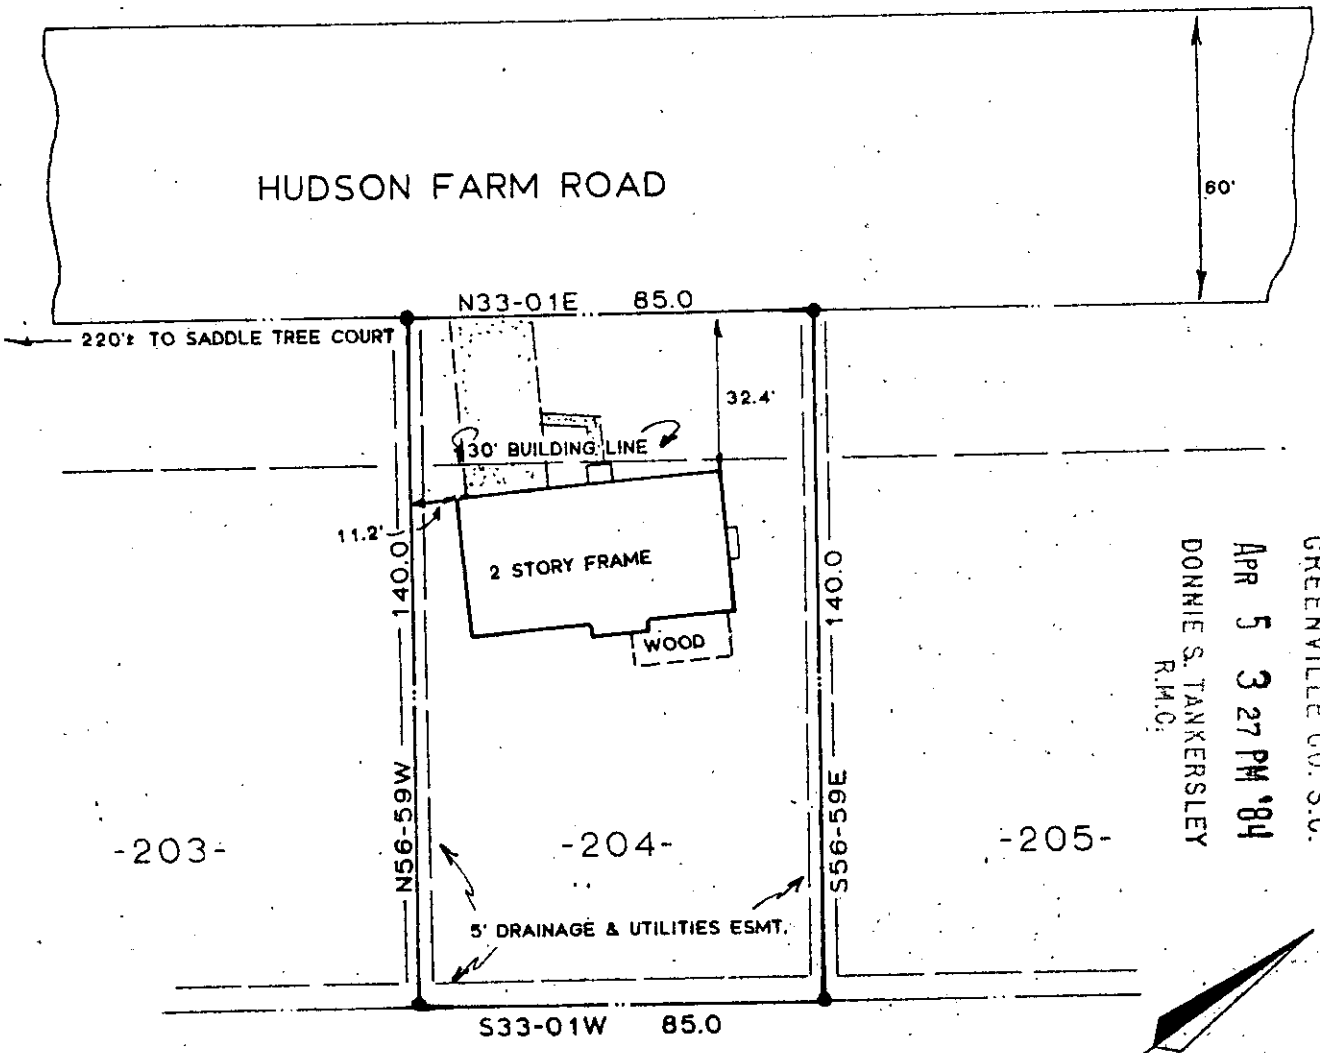 60'
HUDSON FARM ROAD
N33-01E 85.0
220'± TO SADDLE TREE COURT
32.4'
30' BUILDING LINE
11.2'
140.0
2 STORY FRAME
140.0
WOOD
N56-59W
S56-59E
-203-
-204-
-205-
5' DRAINAGE & UTILITIES ESMT.
S33-01W 85.0
GREENVILLE CO. S.C.
APR 5 3 27 PM '84
DONNIE S. TANKERSLEY
R.M.C.